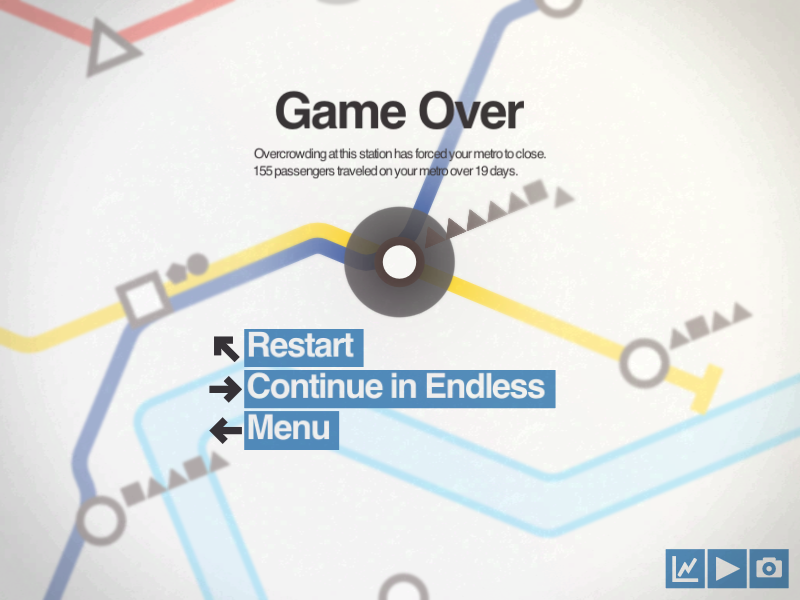 Game Over
Overcrowding at this station has forced your metro to close.
155 passengers traveled on your metro over 19 days.
Restart
Continue in Endless
Menu